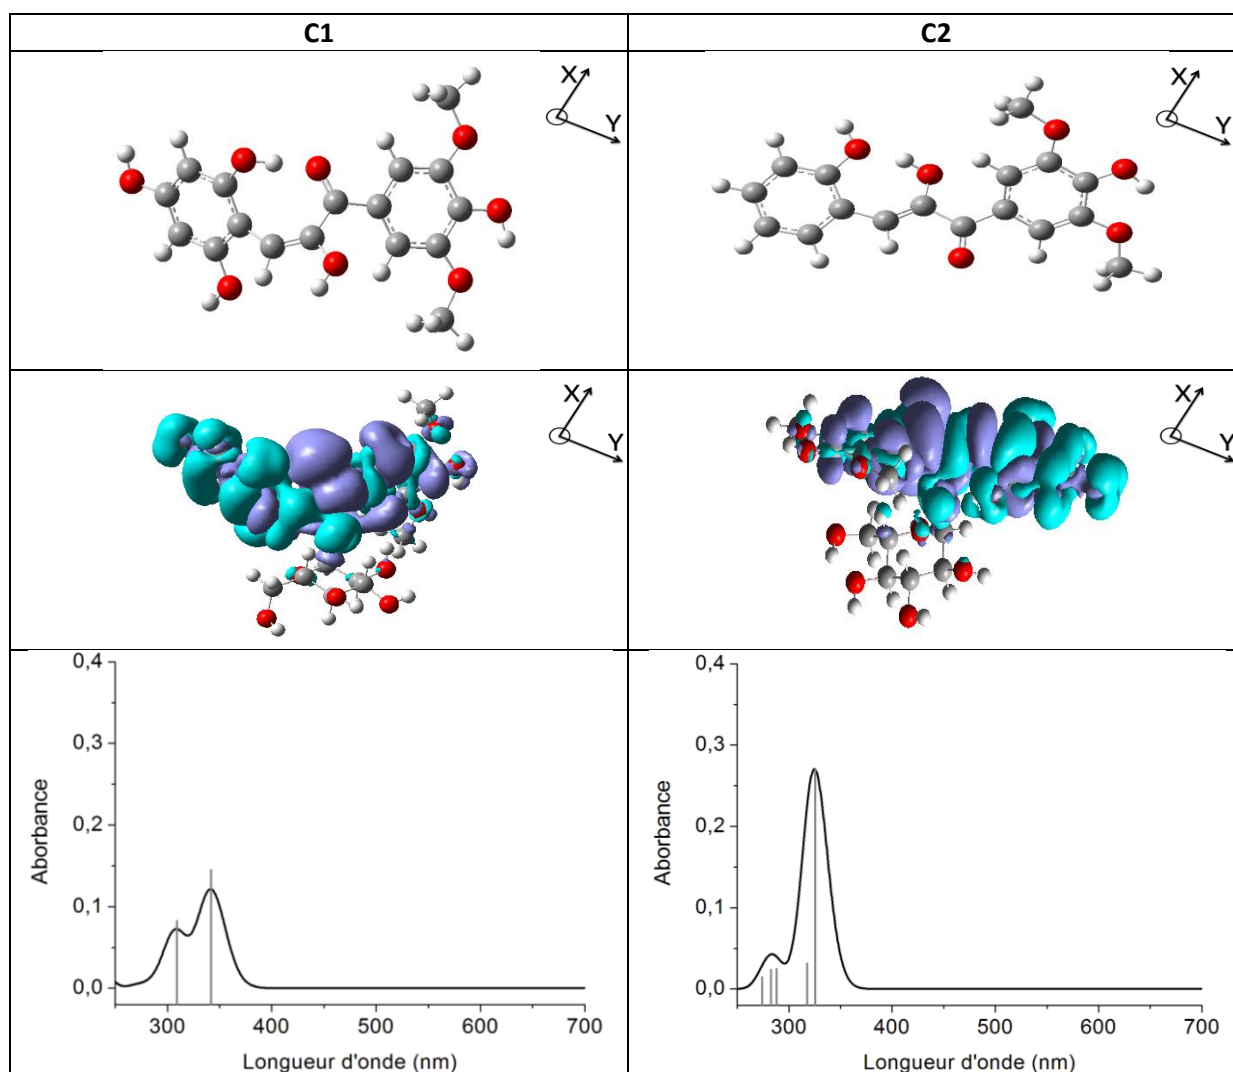 C1
C2
X
Y
X
Y
X
Y
X
Y
0,4
0,3
0,2
0,1
0,0
Aborbance
300
400
500
600
700
Longueur d'onde (nm)
0,4
0,3
0,2
0,1
0,0
Aborbance
300
400
500
600
700
Longueur d'onde (nm)